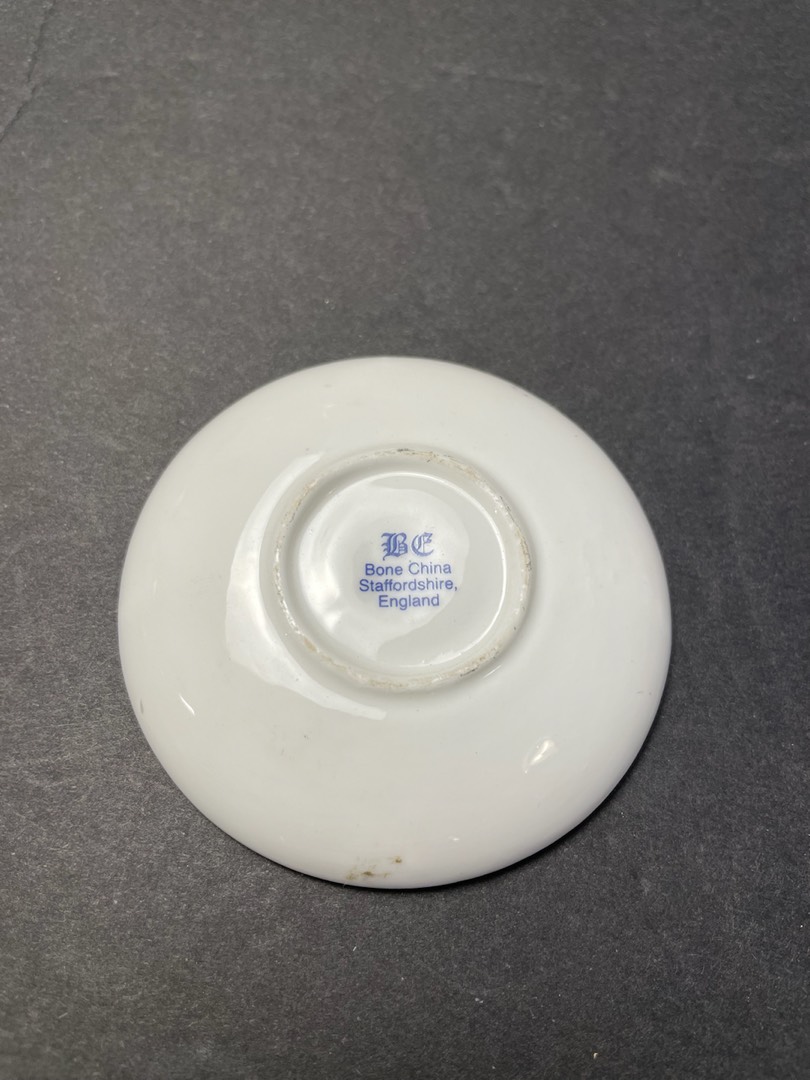 BE
Bone China
Staffordshire,
England